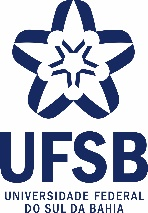 UFSB
UNIVERSIDADE FEDERAL
DO SUL DA BAHIA